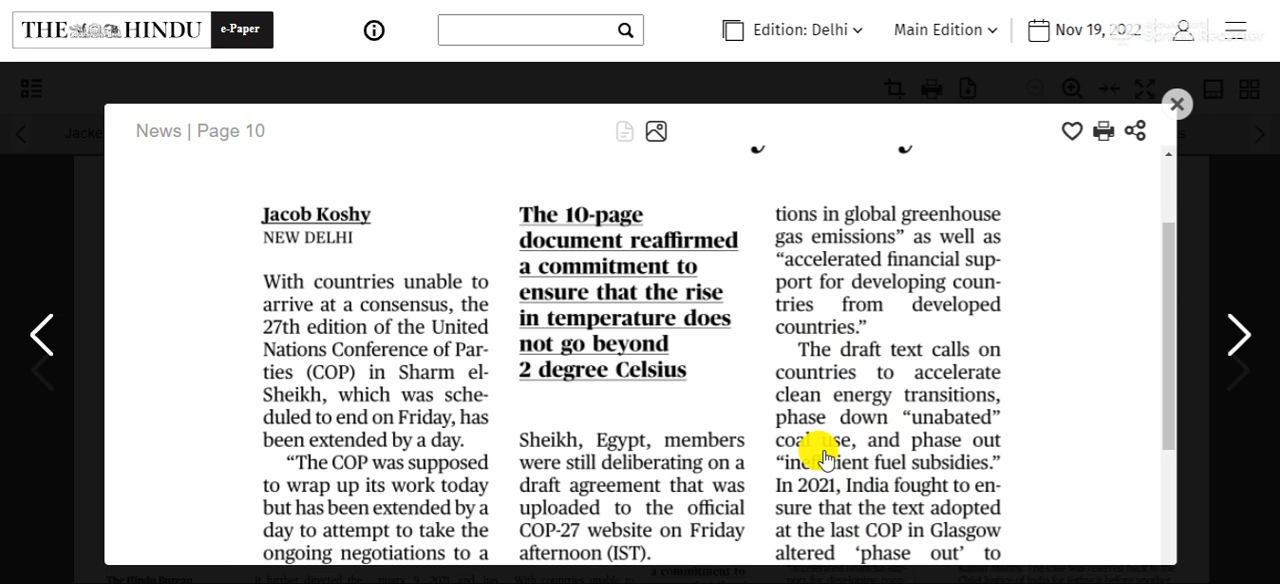 THE HINDU
e-Paper
Edition: Delhi
Main Edition
Nov 19, 2022
News | Page 10
Jacob Koshy
NEW DELHI
With countries unable to
arrive at a consensus, the
27th edition of the United
Nations Conference of Par-
ties (COP) in Sharm el-
Sheikh, which was sche-
duled to end on Friday, has
been extended by a day.
“The COP was supposed
to wrap up its work today
but has been extended by a
day to attempt to take the
ongoing negotiations to a
The 10-page
document reaffirmed
a commitment to
ensure that the rise
in temperature does
not go beyond
2 degree Celsius
Sheikh, Egypt, members
were still deliberating on a
draft agreement that was
uploaded to the official
COP-27 website on Friday
afternoon (IST).
tions in global greenhouse
gas emissions” as well as
“accelerated financial sup-
port for developing coun-
tries from developed
countries.”
The draft text calls on
countries to accelerate
clean energy transitions,
phase down “unabated”
coal use, and phase out
“inefficient fuel subsidies.”
In 2021, India fought to en-
sure that the text adopted
at the last COP in Glasgow
altered ‘phase out’ to